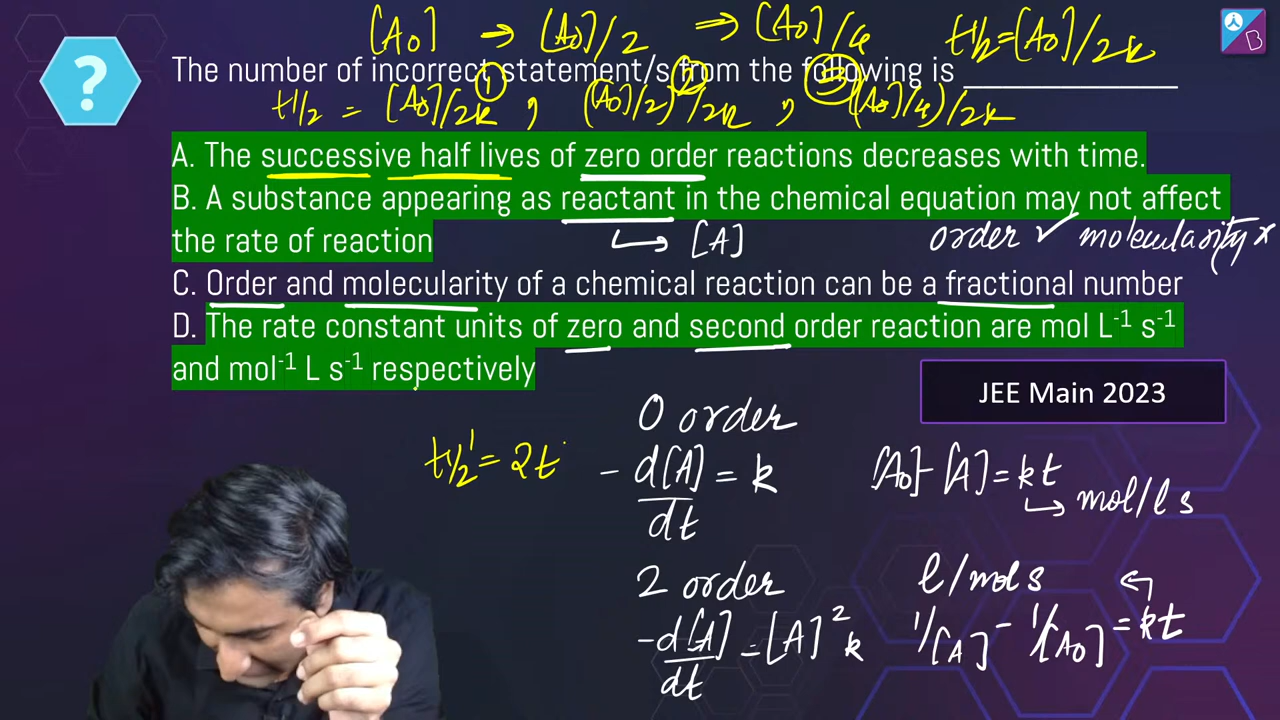 [A₀] → [A₀]/2 ⇒ [A₀]/4 t½ = [A₀]/2k
The number of incorrect statement/s from the following is ____________
① ② ③
t½ = [A₀]/2k , ([A₀]/2)/2k , ([A₀]/4)/2k
A. The successive half lives of zero order reactions decreases with time.
B. A substance appearing as reactant in the chemical equation may not affect
the rate of reaction
↳ [A] order ✓ molecularity ×
C. Order and molecularity of a chemical reaction can be a fractional number
D. The rate constant units of zero and second order reaction are mol L⁻¹ s⁻¹
and mol⁻¹ L s⁻¹ respectively
JEE Main 2023
0 order
t½' = 2t
-d[A]/dt = k
[A₀]-[A] = kt
↳ mol/l s
2 order
l/mol s ↰
-d[A]/dt = [A]² k
1/[A] - 1/[A₀] = kt
B